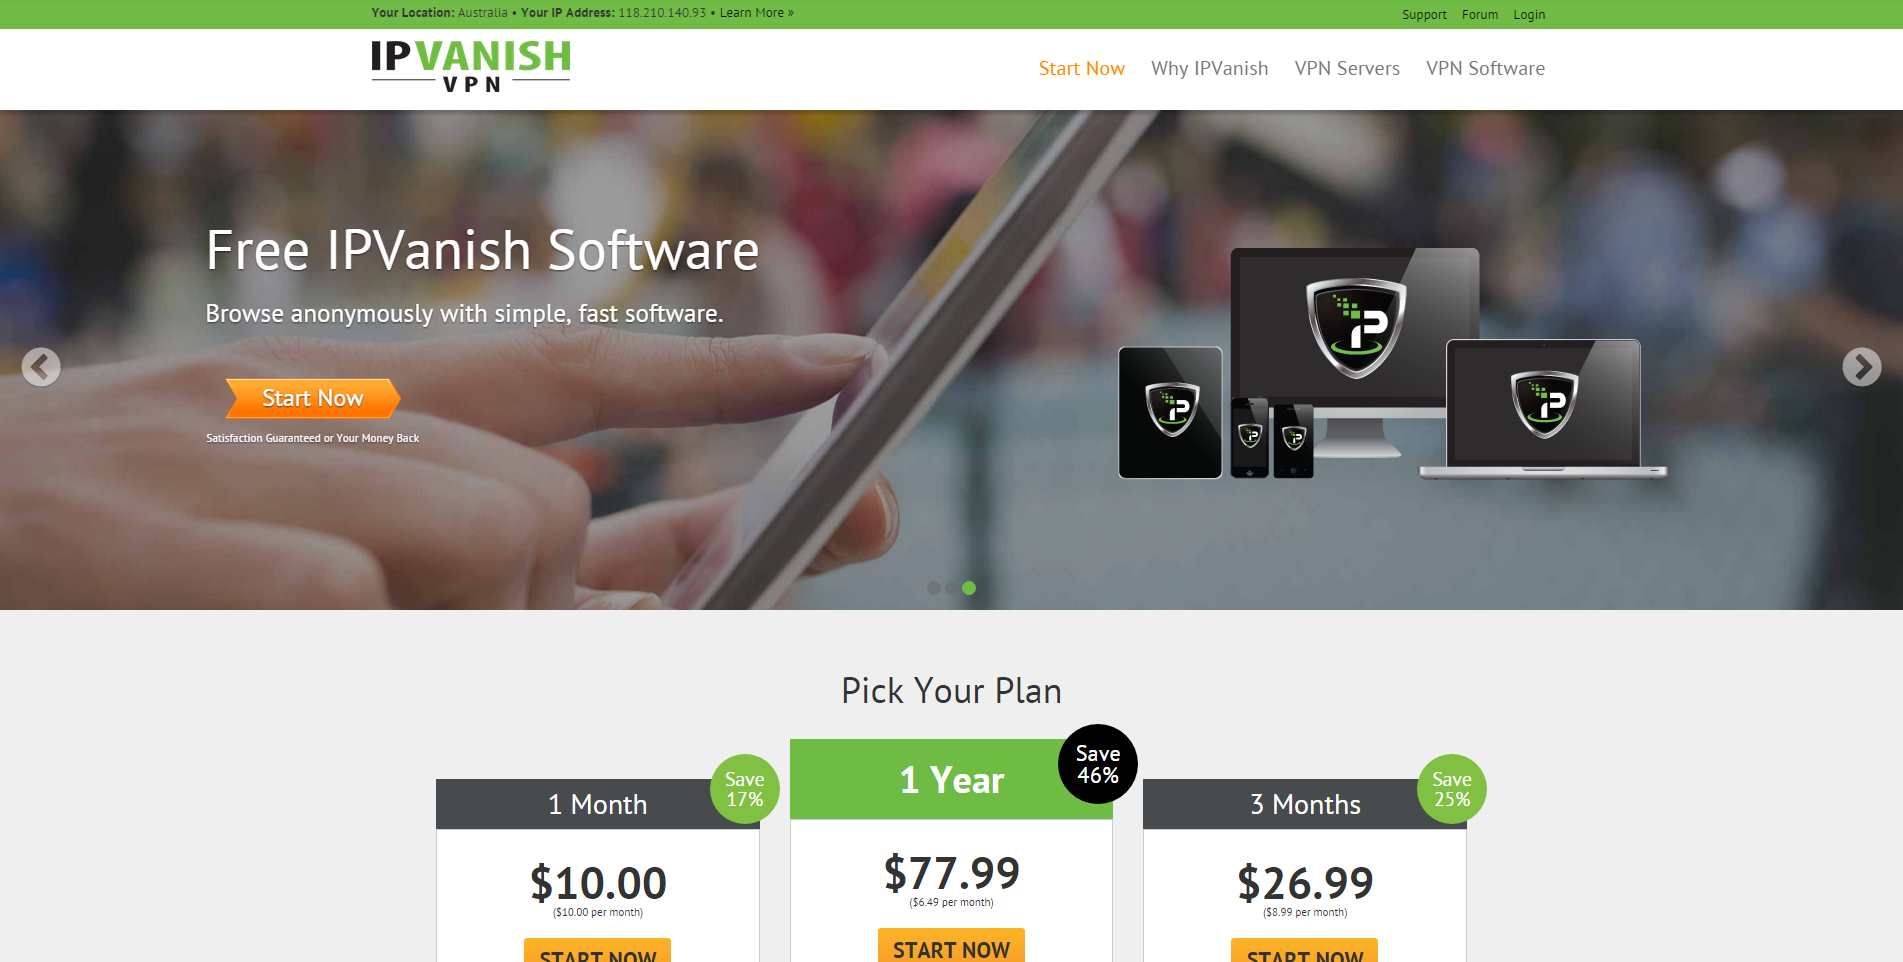 Your Location: Australia • Your IP Address: 118.210.140.93 • Learn More »
Support Forum Login
IPVANISH
VPN
Start Now Why IPVanish VPN Servers VPN Software
Free IPVanish Software
Browse anonymously with simple, fast software.
Start Now
Satisfaction Guaranteed or Your Money Back
Pick Your Plan
1 Month
Save
17%
$10.00
($10.00 per month)
START NOW
1 Year
Save
46%
$77.99
($6.49 per month)
START NOW
3 Months
Save
25%
$26.99
($8.99 per month)
START NOW